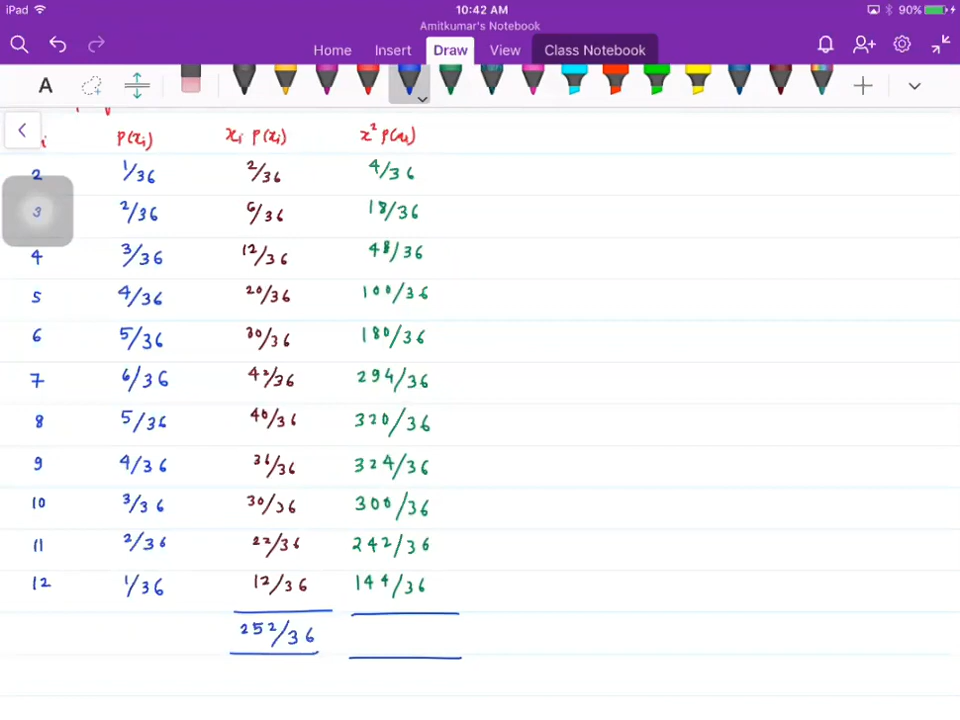 iPad 10:42 AM 90%
Amitkumar's Notebook
Home Insert Draw View Class Notebook
A
i P(xi) xi P(xi) x² P(xi)
2 1/36 2/36 4/36
3 2/36 6/36 18/36
4 3/36 12/36 48/36
5 4/36 20/36 100/36
6 5/36 30/36 180/36
7 6/36 42/36 294/36
8 5/36 40/36 320/36
9 4/36 36/36 324/36
10 3/36 30/36 300/36
11 2/36 22/36 242/36
12 1/36 12/36 144/36
252/36